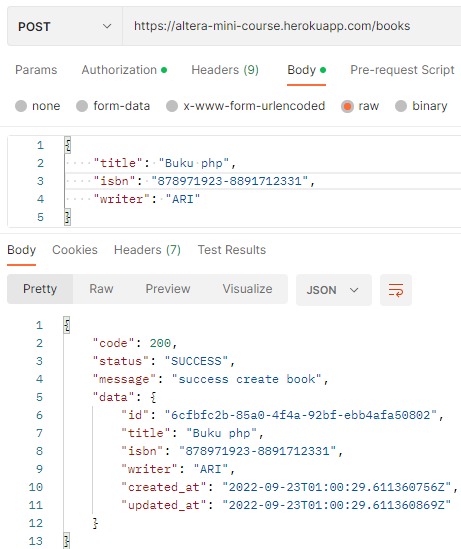 POST https://altera-mini-course.herokuapp.com/books
Params Authorization Headers (9) Body Pre-request Script
none form-data x-www-form-urlencoded raw binary
1 {
2 "title": "Buku php",
3 "isbn": "878971923-8891712331",
4 "writer": "ARI"
5 }
Body Cookies Headers (7) Test Results
Pretty Raw Preview Visualize JSON
1 {
2 "code": 200,
3 "status": "SUCCESS",
4 "message": "success create book",
5 "data": {
6 "id": "6cfbfc2b-85a0-4f4a-92bf-ebb4afa50802",
7 "title": "Buku php",
8 "isbn": "878971923-8891712331",
9 "writer": "ARI",
10 "created_at": "2022-09-23T01:00:29.611360756Z",
11 "updated_at": "2022-09-23T01:00:29.611360869Z"
12 }
13 }